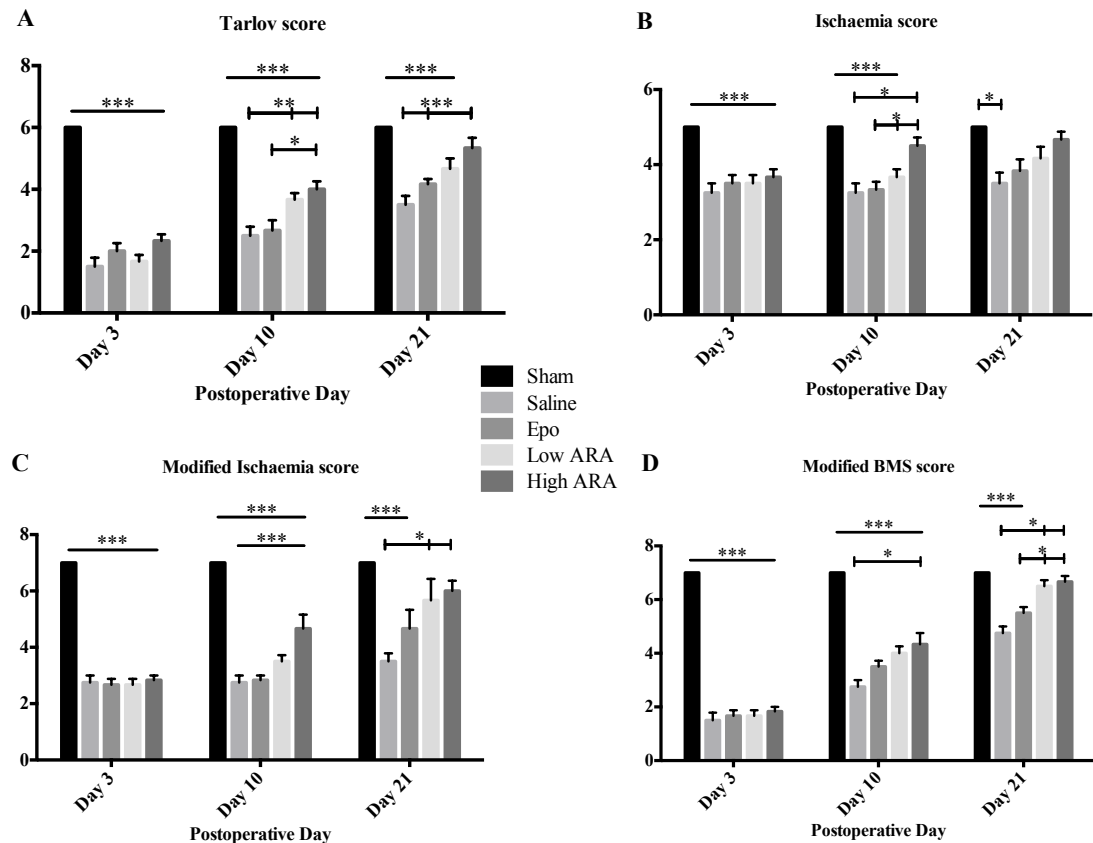 A
Tarlov score
8
6
4
2
0
***
***
**
*
***
***
Day 3
Day 10
Day 21
Postoperative Day
B
Ischaemia score
6
4
2
0
***
***
*
*
*
Day 3
Day 10
Day 21
Postoperative Day
Sham
Saline
Epo
Low ARA
High ARA
C
Modified Ischaemia score
8
6
4
2
0
***
***
***
***
*
Day 3
Day 10
Day 21
Postoperative Day
D
Modified BMS score
8
6
4
2
0
***
***
*
***
*
*
Day 3
Day 10
Day 21
Postoperative Day